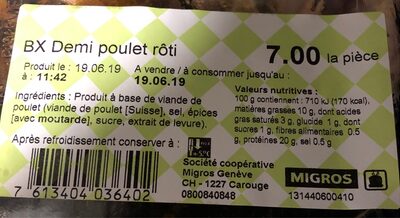 BX Demi poulet rôti
7.00 la pièce
Produit le : 19.06.19
à : 11:42
A vendre / à consommer jusqu'au :
19.06.19
Ingrédients : Produit à base de viande de
poulet (viande de poulet [Suisse], sel, épices
[avec moutarde], sucre, extrait de levure).
Valeurs nutritives :
100 g contiennent : 710 kJ (170 kcal),
matières grasses 10 g, dont acides
gras saturés 3 g, glucide 1 g, dont
sucres 1 g, fibres alimentaires 0.5
g, protéines 20 g, sel 0.5 g
Après refroidissement conserver à :
Société coopérative
Migros Genève
CH - 1227 Carouge
0800840848
MIGROS
131440600410
7 613404 036402